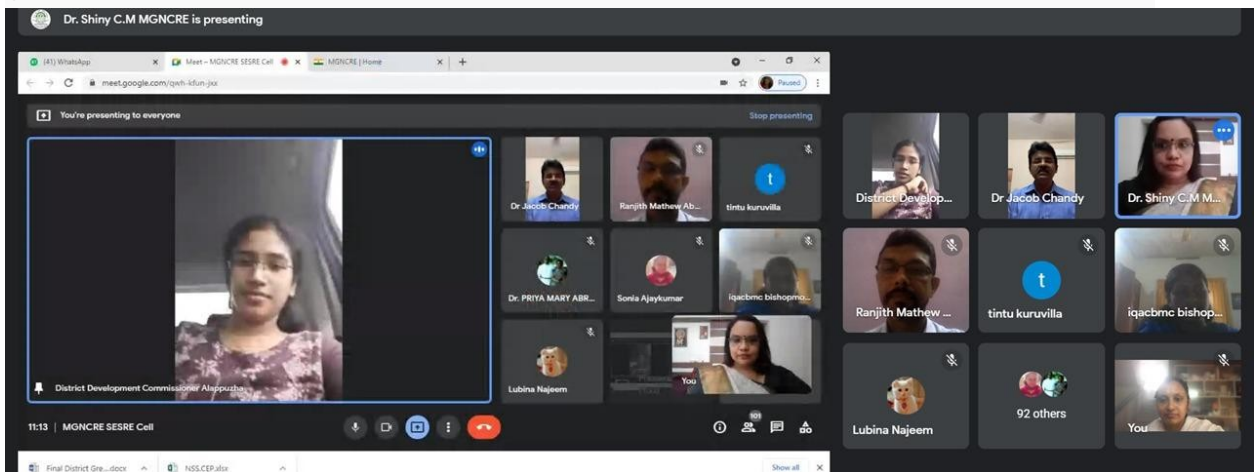 Dr. Shiny C.M MGNCRE is presenting
(41) WhatsApp
Meet – MGNCRE SESRE Cell
MGNCRE | Home
meet.google.com/qwh-kfun-jxx
Paused
You're presenting to everyone
Stop presenting
Dr Jacob Chandy
Ranjith Mathew Ab...
t
tintu kuruvilla
Dr. PRIYA MARY ABR...
Sonia Ajaykumar
iqacbmc bishopmo...
Lubina Najeem
You
District Development Commissioner Alappuzha
11:13 | MGNCRE SESRE Cell
101
Final District Gre....docx
NSS.CEP.xlsx
Show all
District Develop...
Dr Jacob Chandy
Dr. Shiny C.M M...
Ranjith Mathew ...
t
tintu kuruvilla
iqacbmc bishop...
Lubina Najeem
92 others
You